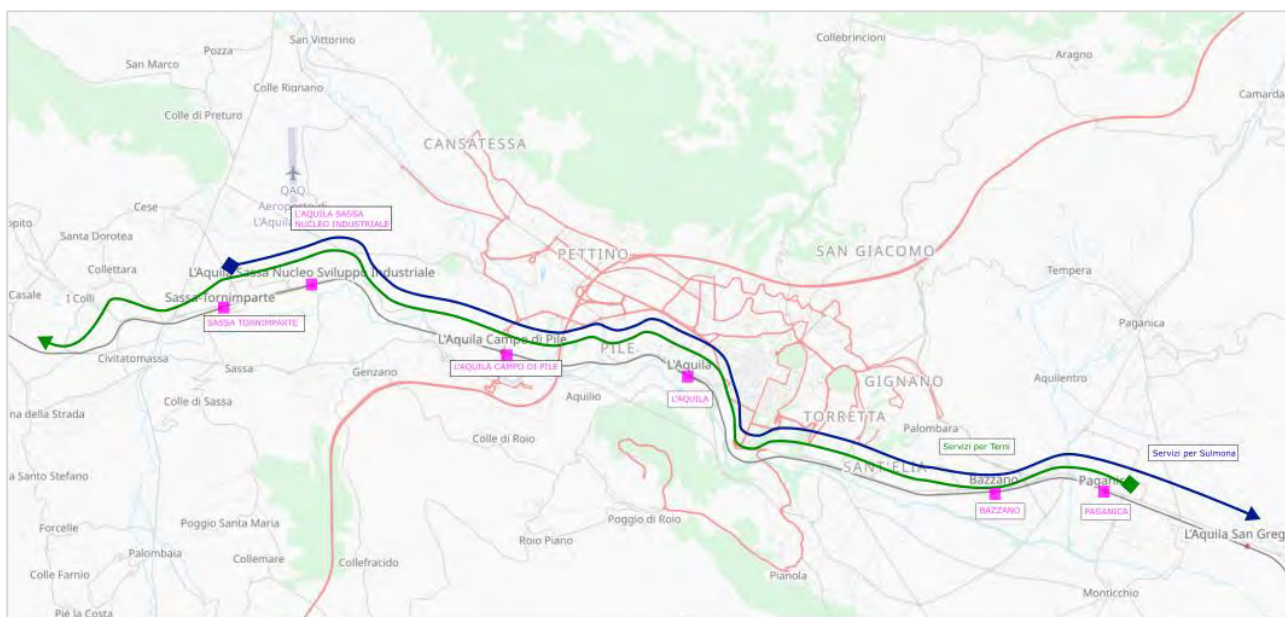 San Vittorino
Collebrincioni
Pozza
San Marco
Aragno
Colle Rignano
Camarda
Colle di Preturo
CANSATESSA
QAQ
Aeroporto di
L'Aquila
Cese
L'AQUILA SASSA
NUCLEO INDUSTRIALE
Santa Dorotea
PETTINO
SAN GIACOMO
Collettara
L'Aquila Sassa Nucleo Sviluppo Industriale
Tempera
Casale
I Colli
Sassa-Tornimparte
SASSA TORNIMPARTE
Paganica
L'Aquila Campo di Pile
PILE
Civitatomassa
L'AQUILA CAMPO DI PILE
L'Aquila
Sassa
Genzano
GIGNANO
Aquilentro
Aquilio
L'AQUILA
Colle di Sassa
na della Strada
TORRETTA
Palombara
Colle di Roio
Servizi per Terni
Servizi per Sulmona
SANT'ELIA
a Santo Stefano
Bazzano
BAZZANO
PAGANICA
Poggio di Roio
Poggio Santa Maria
Forcelle
L'Aquila San Greg
Roio Piano
Palombaia
Collemare
Collefracido
Colle Farnio
Pianola
Monticchio
Pie la Costa